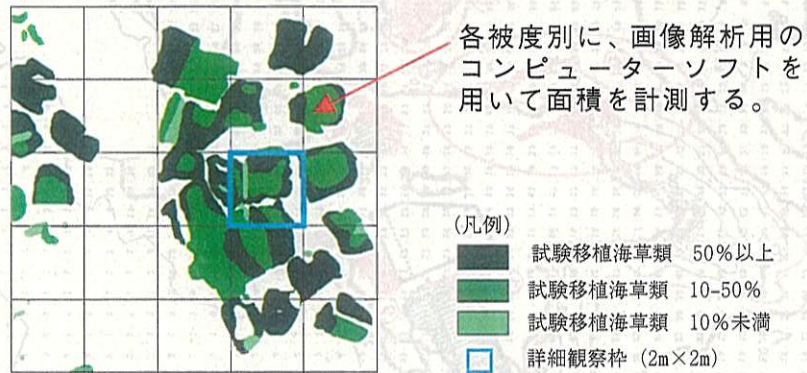 各被度別に、画像解析用の
コンピューターソフトを
用いて面積を計測する。
(凡例)
試験移植海草類 50％以上
試験移植海草類 10-50％
試験移植海草類 10％未満
詳細観察枠 (2m×2m)